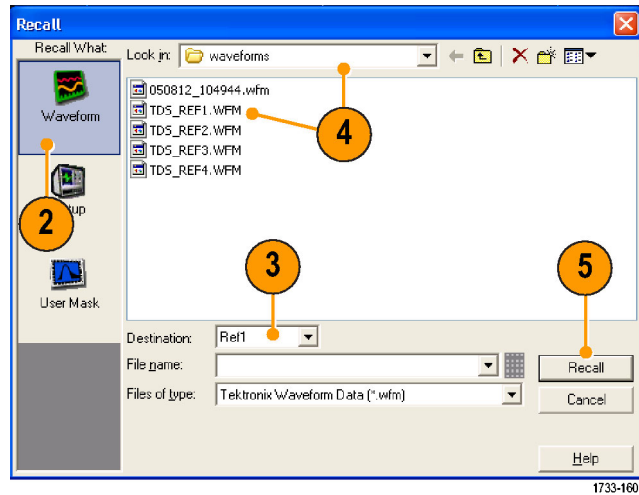 Recall
Recall What:
Look in: waveforms
Waveform
050812_104944.wfm
TDS_REF1.WFM
TDS_REF2.WFM
TDS_REF3.WFM
TDS_REF4.WFM
4
2
up
User Mask
3
5
Destination: Ref1
File name:
Recall
Files of type: Tektronix Waveform Data (*.wfm)
Cancel
Help
1733-160